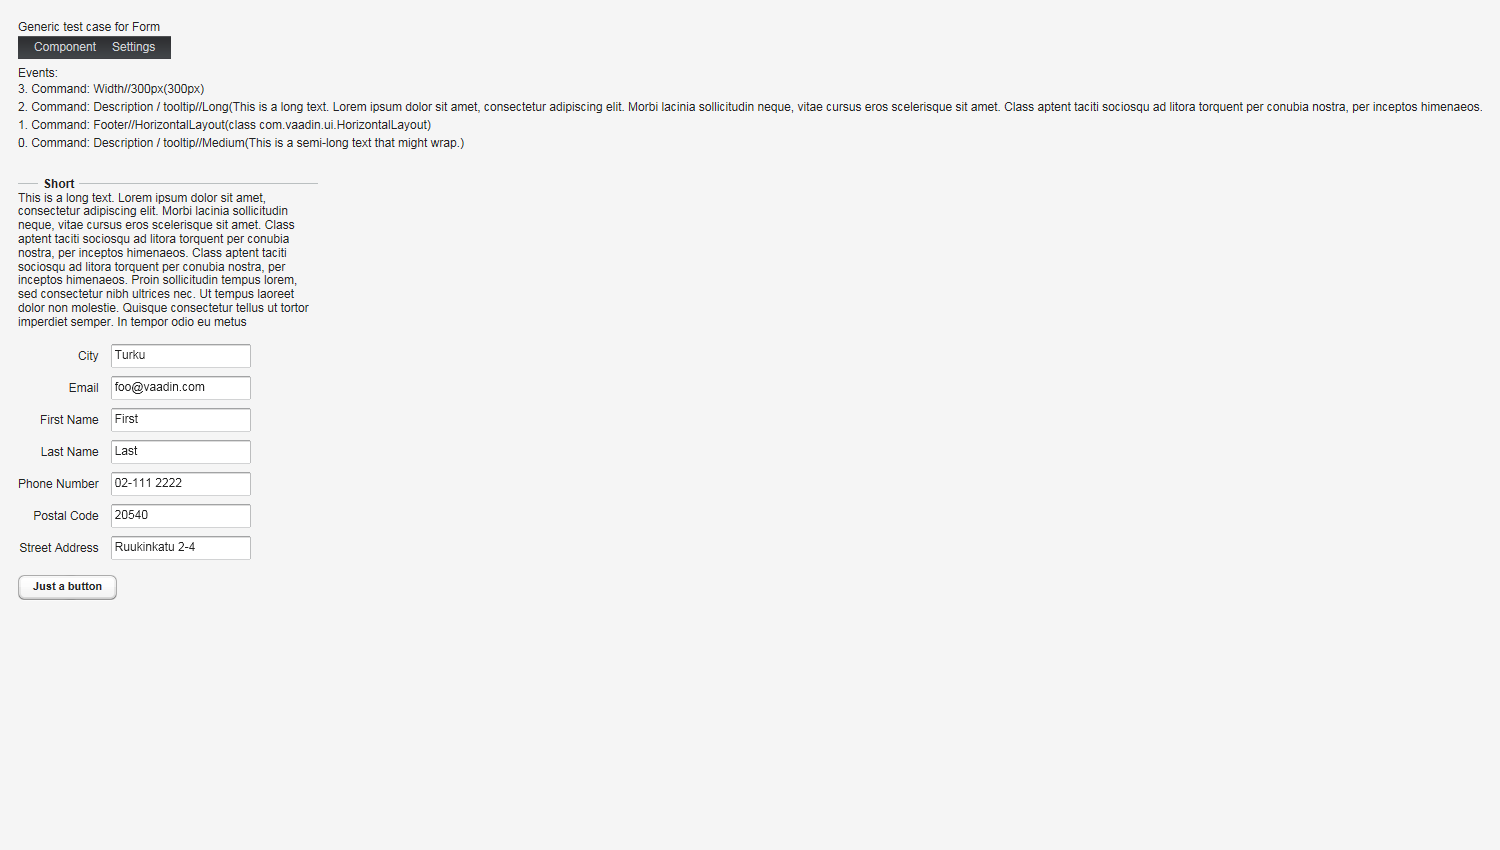 Generic test case for Form
Component Settings
Events:
3. Command: Width//300px(300px)
2. Command: Description / tooltip//Long(This is a long text. Lorem ipsum dolor sit amet, consectetur adipiscing elit. Morbi lacinia sollicitudin neque, vitae cursus eros scelerisque sit amet. Class aptent taciti sociosqu ad litora torquent per conubia nostra, per inceptos himenaeos.
1. Command: Footer//HorizontalLayout(class com.vaadin.ui.HorizontalLayout)
0. Command: Description / tooltip//Medium(This is a semi-long text that might wrap.)
Short
This is a long text. Lorem ipsum dolor sit amet,
consectetur adipiscing elit. Morbi lacinia sollicitudin
neque, vitae cursus eros scelerisque sit amet. Class
aptent taciti sociosqu ad litora torquent per conubia
nostra, per inceptos himenaeos. Class aptent taciti
sociosqu ad litora torquent per conubia nostra, per
inceptos himenaeos. Proin sollicitudin tempus lorem,
sed consectetur nibh ultrices nec. Ut tempus laoreet
dolor non molestie. Quisque consectetur tellus ut tortor
imperdiet semper. In tempor odio eu metus
City Turku
Email foo@vaadin.com
First Name First
Last Name Last
Phone Number 02-111 2222
Postal Code 20540
Street Address Ruukinkatu 2-4
Just a button